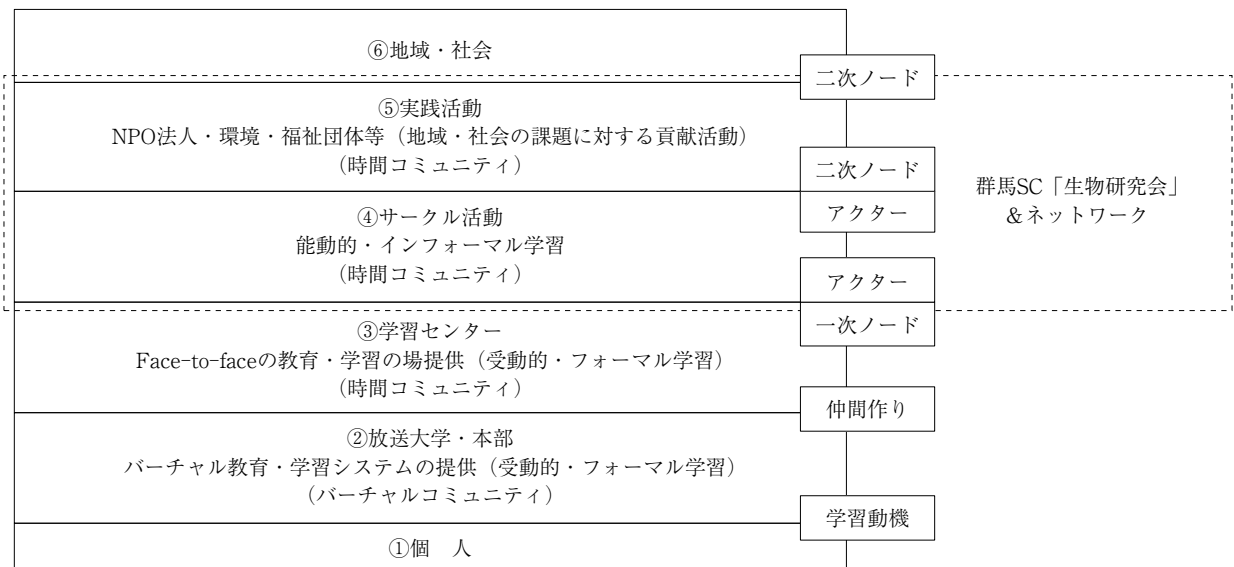 ⑥地域・社会
二次ノード
⑤実践活動
NPO法人・環境・福祉団体等（地域・社会の課題に対する貢献活動）
（時間コミュニティ）
二次ノード
アクター
群馬SC「生物研究会」
＆ネットワーク
④サークル活動
能動的・インフォーマル学習
（時間コミュニティ）
アクター
一次ノード
③学習センター
Face-to-faceの教育・学習の場提供（受動的・フォーマル学習）
（時間コミュニティ）
仲間作り
②放送大学・本部
バーチャル教育・学習システムの提供（受動的・フォーマル学習）
（バーチャルコミュニティ）
学習動機
①個　人